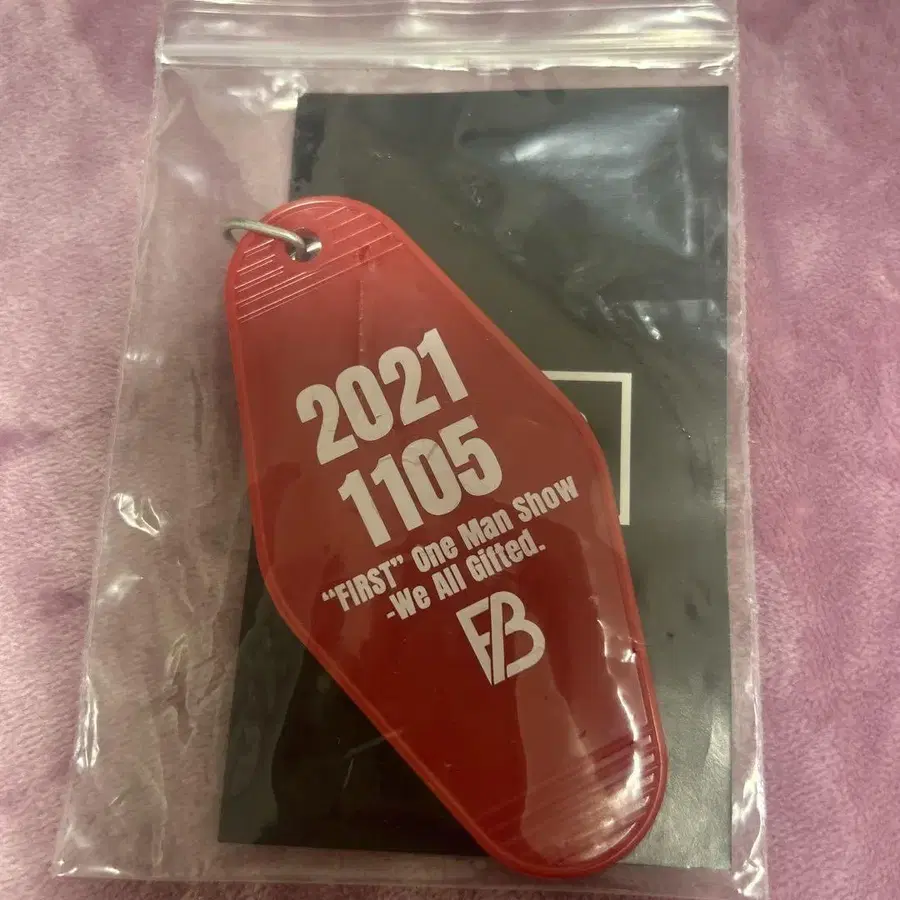 2021
1105
“FIRST” One Man Show
-We All Gifted.
FB